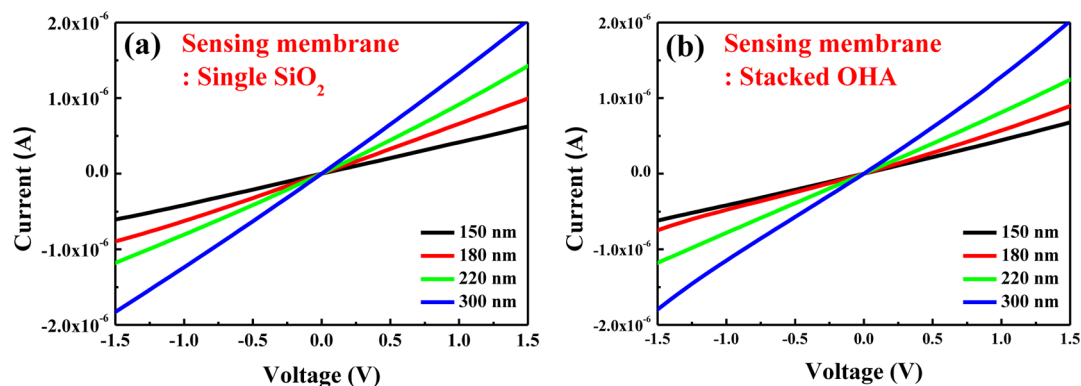 (a)
Sensing membrane
: Single SiO₂
2.0x10⁻⁶
1.0x10⁻⁶
0.0
-1.0x10⁻⁶
-2.0x10⁻⁶
Current (A)
150 nm
180 nm
220 nm
300 nm
-1.5 -1.0 -0.5 0.0 0.5 1.0 1.5
Voltage (V)
(b)
Sensing membrane
: Stacked OHA
2.0x10⁻⁶
1.0x10⁻⁶
0.0
-1.0x10⁻⁶
-2.0x10⁻⁶
Current (A)
150 nm
180 nm
220 nm
300 nm
-1.5 -1.0 -0.5 0.0 0.5 1.0 1.5
Voltage (V)